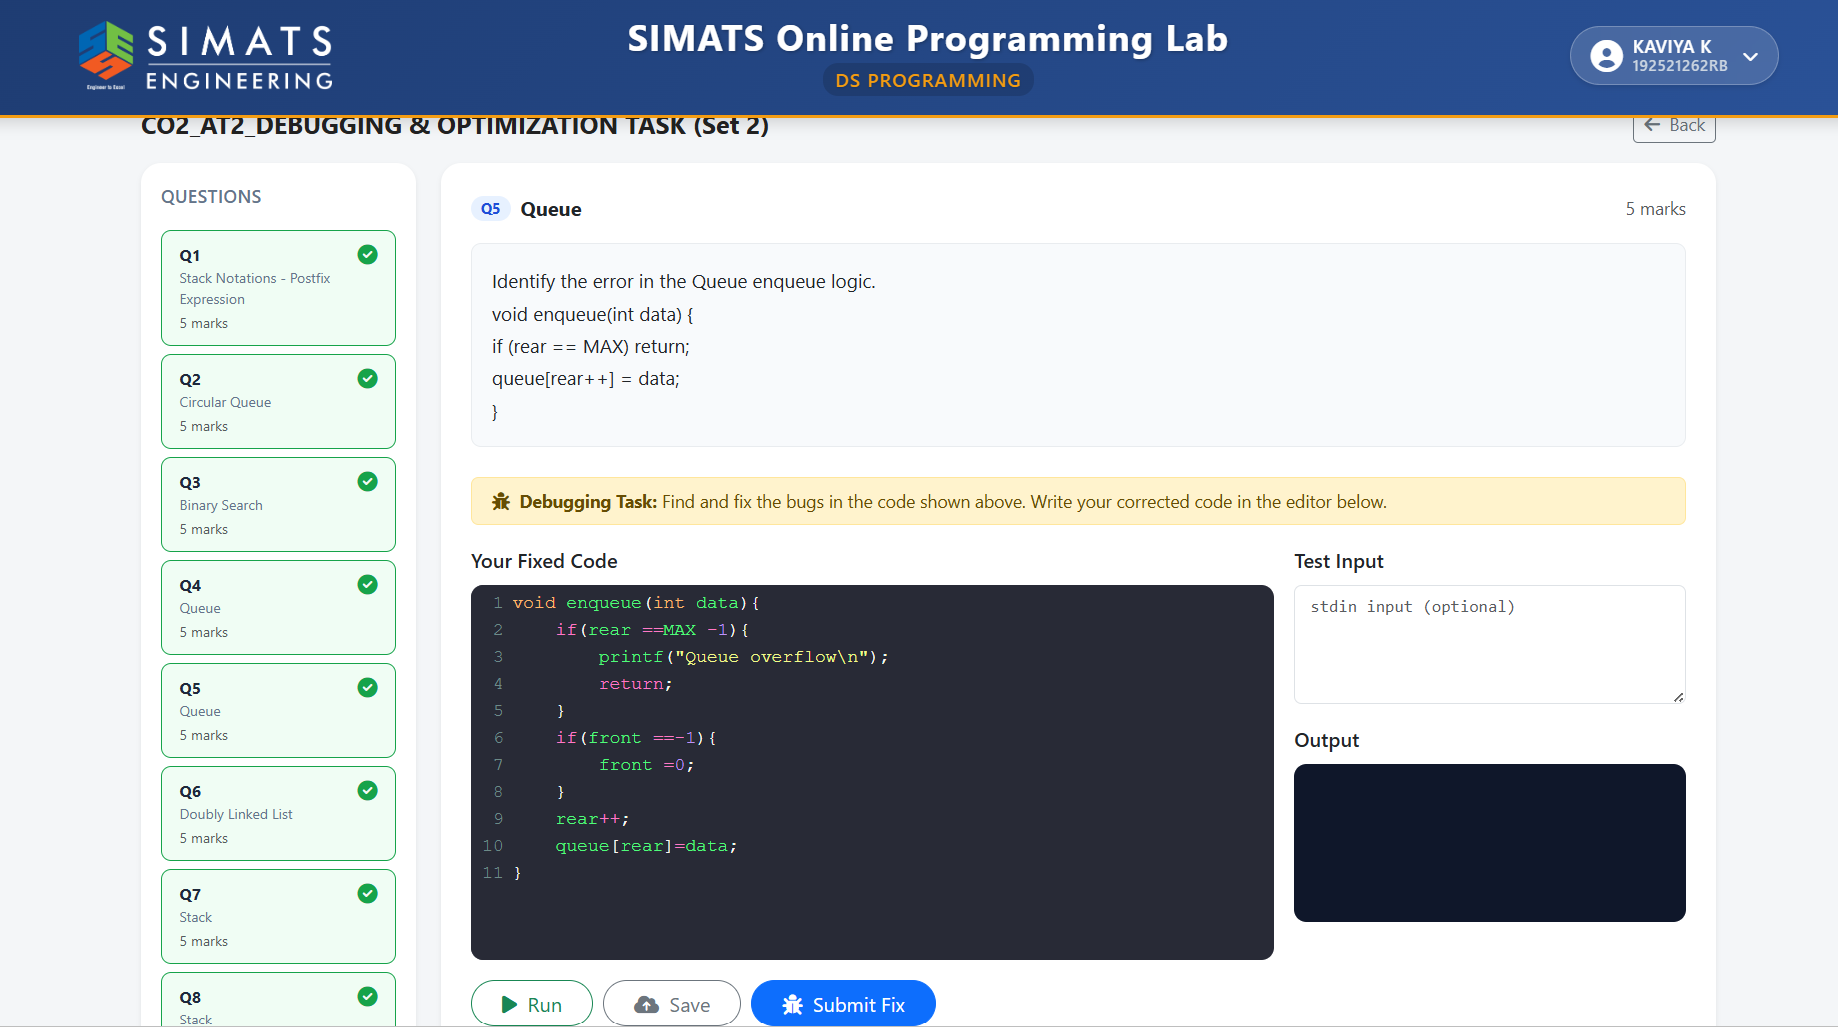 SIMATS
ENGINEERING
Engineer to Excel
SIMATS Online Programming Lab
DS PROGRAMMING
KAVIYA K
192521262RB
CO2_AT2_DEBUGGING & OPTIMIZATION TASK (Set 2)
Back
QUESTIONS
Q1
Stack Notations - Postfix
Expression
5 marks
Q2
Circular Queue
5 marks
Q3
Binary Search
5 marks
Q4
Queue
5 marks
Q5
Queue
5 marks
Q6
Doubly Linked List
5 marks
Q7
Stack
5 marks
Q8
Stack
Q5 Queue
5 marks
Identify the error in the Queue enqueue logic.
void enqueue(int data) {
if (rear == MAX) return;
queue[rear++] = data;
}
Debugging Task: Find and fix the bugs in the code shown above. Write your corrected code in the editor below.
Your Fixed Code
1 void enqueue(int data){
2     if(rear ==MAX -1){
3         printf("Queue overflow\n");
4         return;
5     }
6     if(front ==-1){
7         front =0;
8     }
9     rear++;
10     queue[rear]=data;
11 }
Test Input
stdin input (optional)
Output
Run
Save
Submit Fix